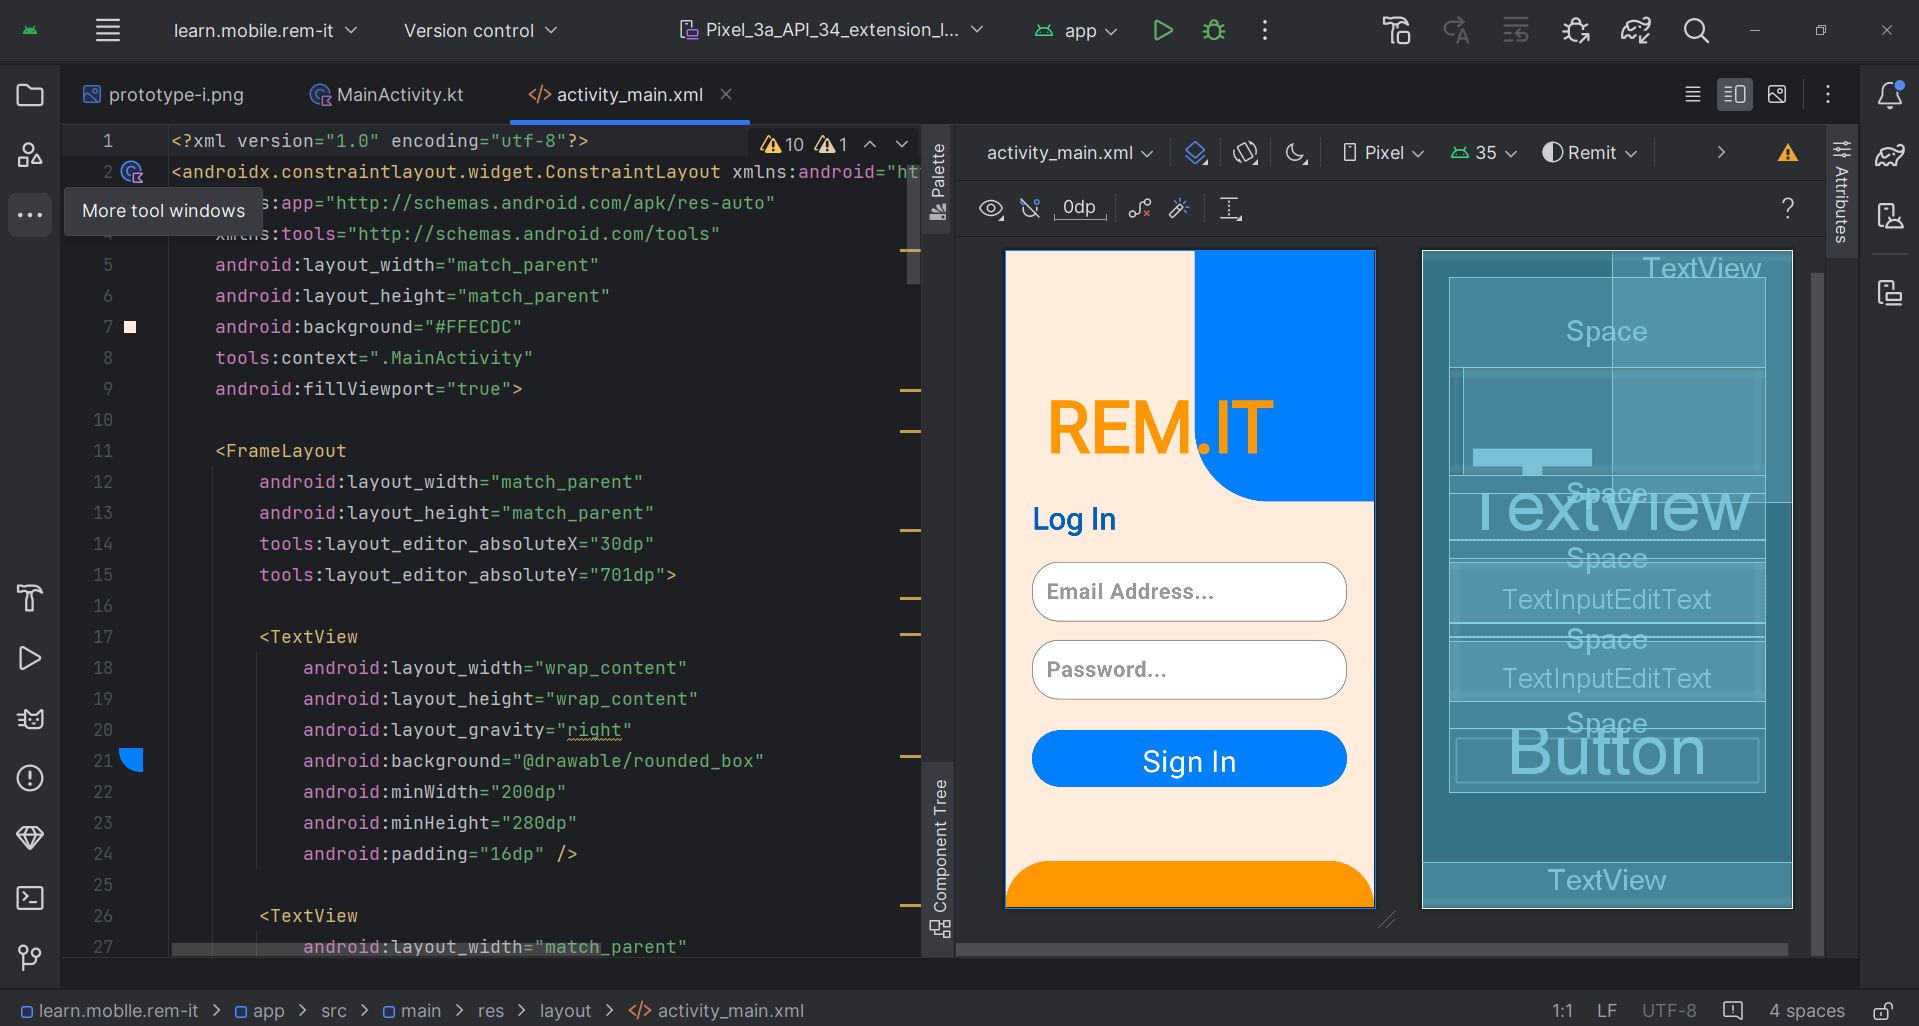 learn.mobile.rem-it Version control Pixel_3a_API_34_extension_l... app
prototype-i.png MainActivity.kt activity_main.xml
1 <?xml version="1.0" encoding="utf-8"?> 10 1
2 <androidx.constraintlayout.widget.ConstraintLayout xmlns:android="ht
More tool windows
s:app="http://schemas.android.com/apk/res-auto"
4 xmlns:tools="http://schemas.android.com/tools"
5 android:layout_width="match_parent"
6 android:layout_height="match_parent"
7 android:background="#FFECDC"
8 tools:context=".MainActivity"
9 android:fillViewport="true">
10
11 <FrameLayout
12 android:layout_width="match_parent"
13 android:layout_height="match_parent"
14 tools:layout_editor_absoluteX="30dp"
15 tools:layout_editor_absoluteY="701dp">
16
17 <TextView
18 android:layout_width="wrap_content"
19 android:layout_height="wrap_content"
20 android:layout_gravity="right"
21 android:background="@drawable/rounded_box"
22 android:minWidth="200dp"
23 android:minHeight="280dp"
24 android:padding="16dp" />
25
26 <TextView
27 android:layout_width="match_parent"
Palette
Component Tree
activity_main.xml Pixel 35 Remit
0dp ?
Attributes
REM.IT
Log In
Email Address...
Password...
Sign In
TextView
Space
T
Space
TextView
Space
TextInputEditText
Space
TextInputEditText
Space
Button
TextView
learn.moblle.rem-it app src main res layout activity_main.xml
1:1 LF UTF-8 4 spaces